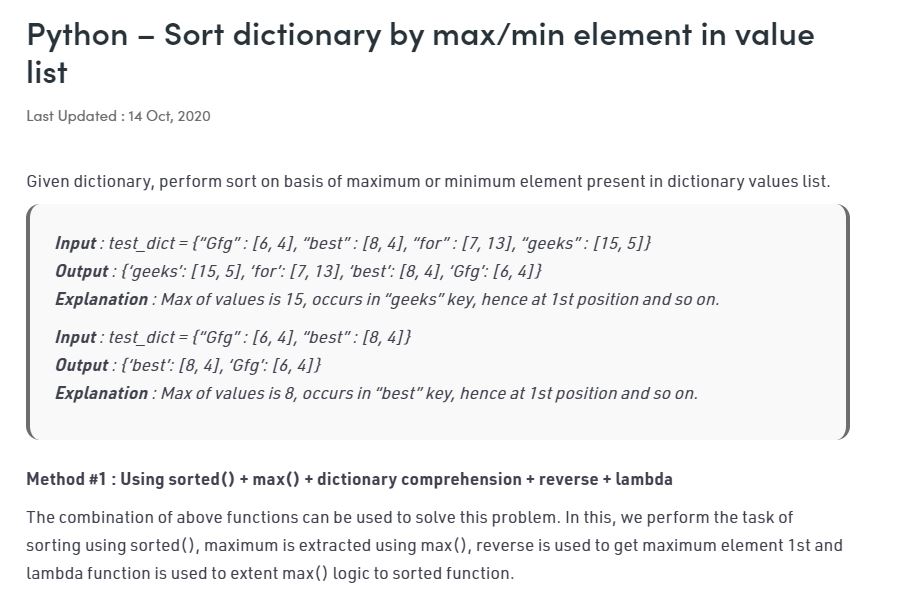 Python – Sort dictionary by max/min element in value
list
Last Updated : 14 Oct, 2020
Given dictionary, perform sort on basis of maximum or minimum element present in dictionary values list.
Input : test_dict = {“Gfg” : [6, 4], “best” : [8, 4], “for” : [7, 13], “geeks” : [15, 5]}
Output : {‘geeks’: [15, 5], ‘for’: [7, 13], ‘best’: [8, 4], ‘Gfg’: [6, 4]}
Explanation : Max of values is 15, occurs in “geeks” key, hence at 1st position and so on.
Input : test_dict = {“Gfg” : [6, 4], “best” : [8, 4]}
Output : {‘best’: [8, 4], ‘Gfg’: [6, 4]}
Explanation : Max of values is 8, occurs in “best” key, hence at 1st position and so on.
Method #1 : Using sorted() + max() + dictionary comprehension + reverse + lambda
The combination of above functions can be used to solve this problem. In this, we perform the task of
sorting using sorted(), maximum is extracted using max(), reverse is used to get maximum element 1st and
lambda function is used to extent max() logic to sorted function.